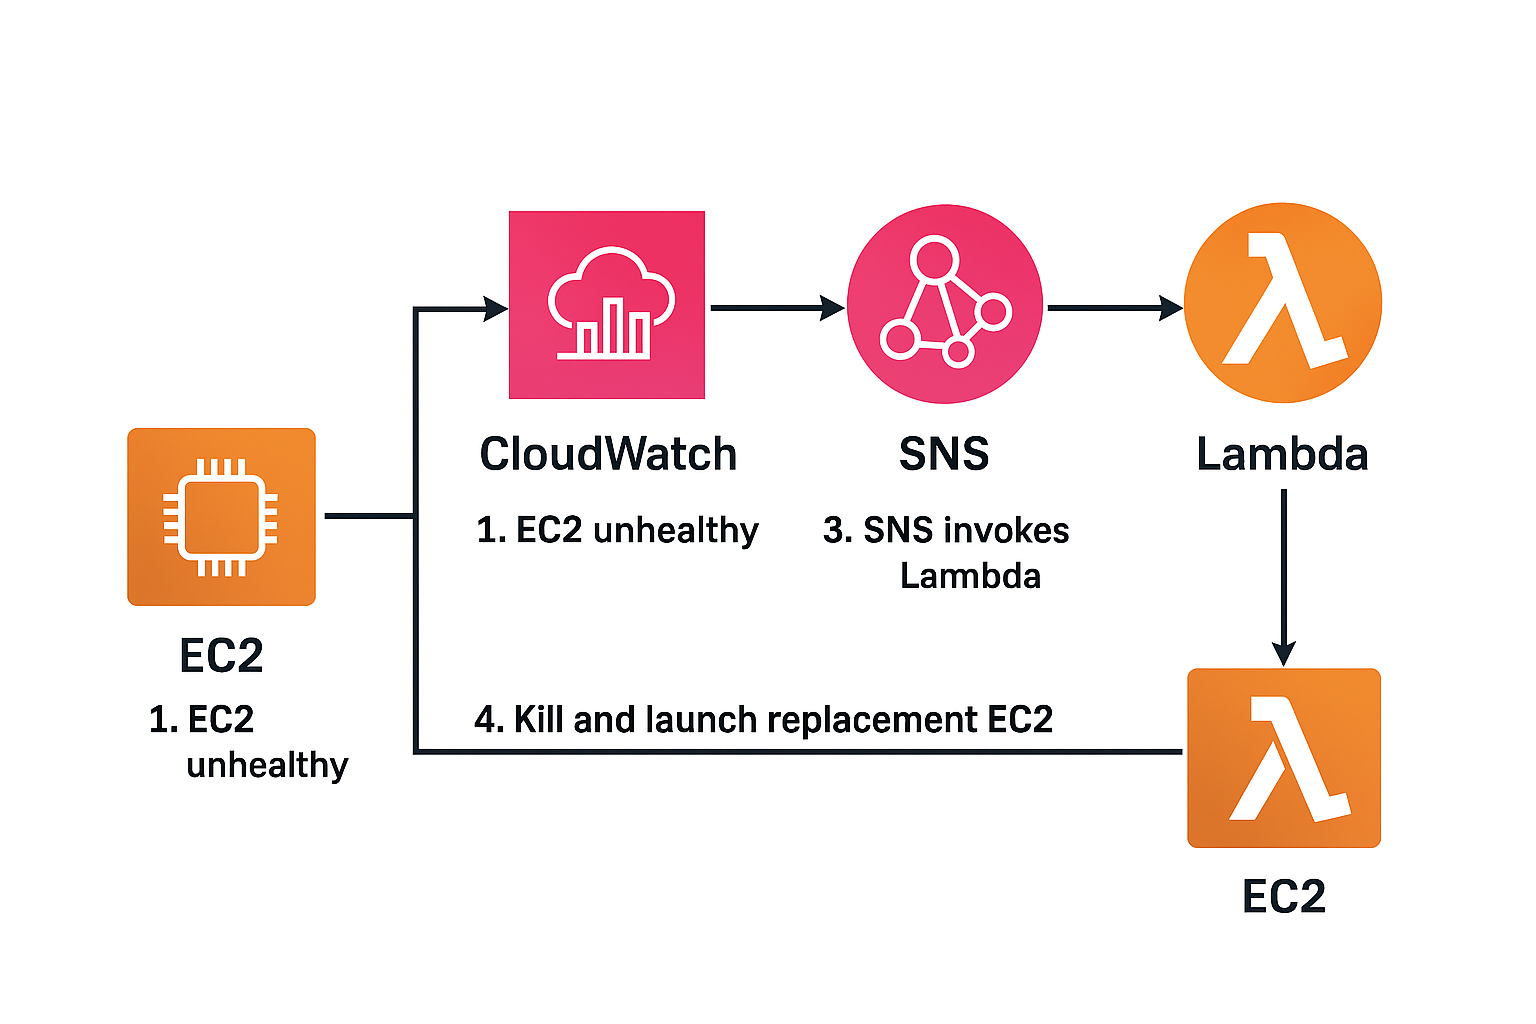 CloudWatch
SNS
Lambda
1. EC2 unhealthy
3. SNS invokes
Lammbda
EC2
1. EC2
unhealthy
4. Kill and launch replacement EC2
EC2